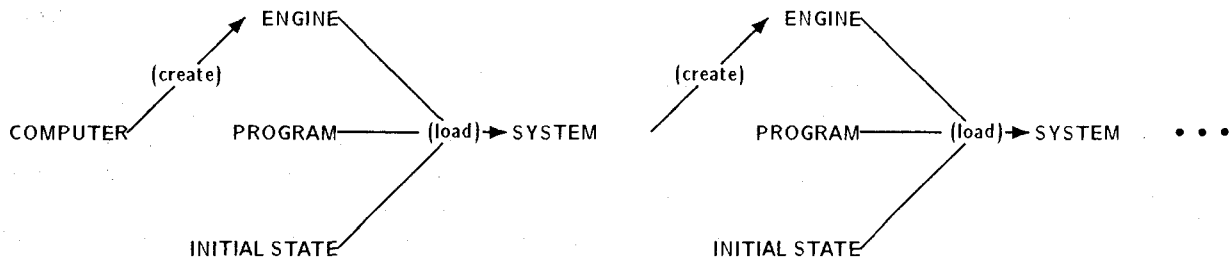 ENGINE ENGINE
(create) (create)
COMPUTER PROGRAM (load) SYSTEM PROGRAM (load) SYSTEM • • •
INITIAL STATE INITIAL STATE